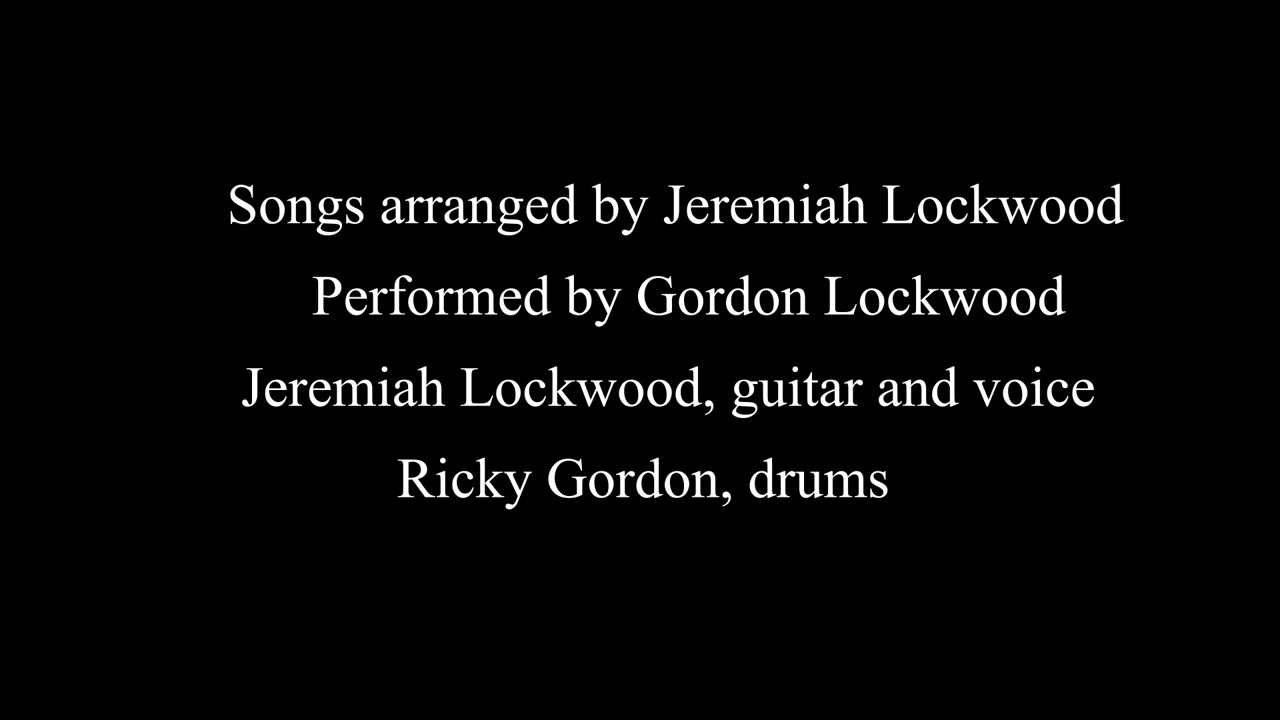 Songs arranged by Jeremiah Lockwood
Performed by Gordon Lockwood
Jeremiah Lockwood, guitar and voice
Ricky Gordon, drums